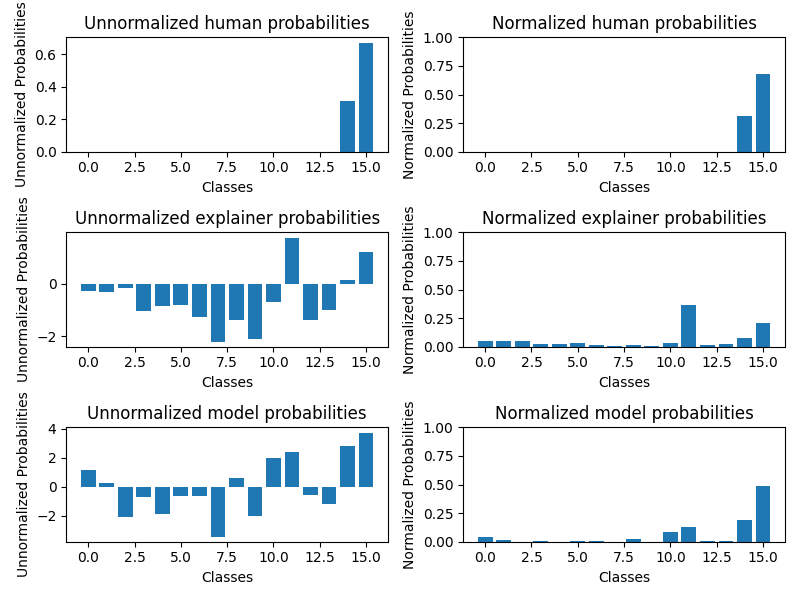 Unnormalized human probabilities
Unnormalized Probabilities
0.6
0.4
0.2
0.0
0.0 2.5 5.0 7.5 10.0 12.5 15.0
Classes
Normalized human probabilities
Normalized Probabilities
1.00
0.75
0.50
0.25
0.00
0.0 2.5 5.0 7.5 10.0 12.5 15.0
Classes
Unnormalized explainer probabilities
Unnormalized Probabilities
0
−2
0.0 2.5 5.0 7.5 10.0 12.5 15.0
Classes
Normalized explainer probabilities
Normalized Probabilities
1.00
0.75
0.50
0.25
0.00
0.0 2.5 5.0 7.5 10.0 12.5 15.0
Classes
Unnormalized model probabilities
Unnormalized Probabilities
4
2
0
−2
0.0 2.5 5.0 7.5 10.0 12.5 15.0
Classes
Normalized model probabilities
Normalized Probabilities
1.00
0.75
0.50
0.25
0.00
0.0 2.5 5.0 7.5 10.0 12.5 15.0
Classes